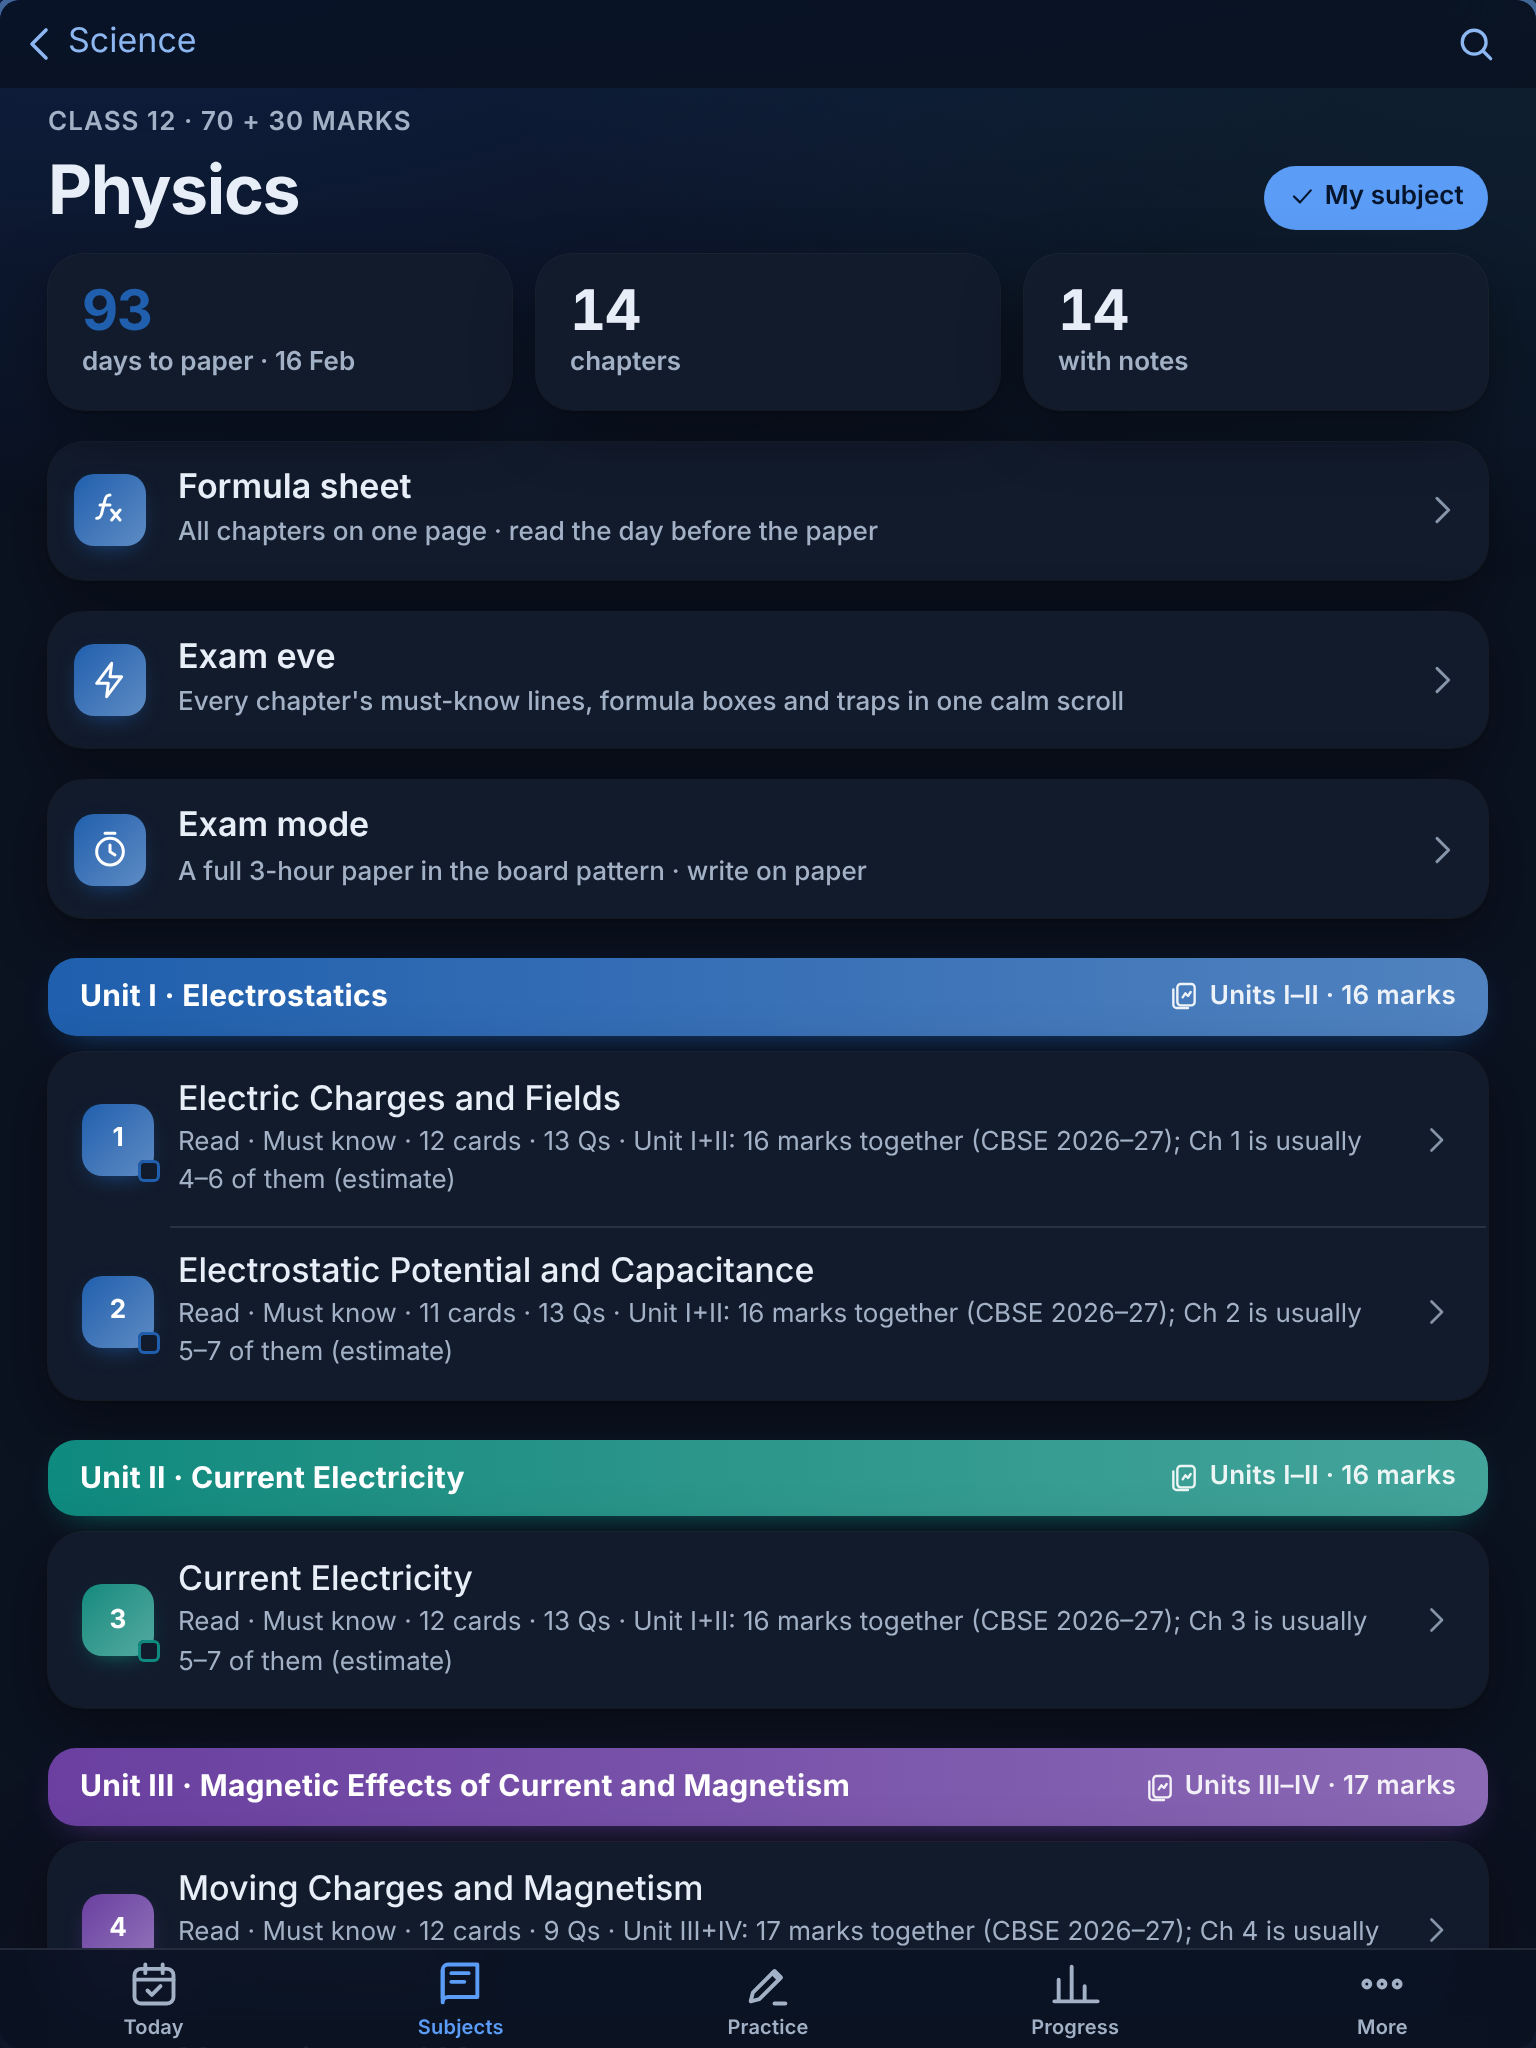 Science
CLASS 12 · 70 + 30 MARKS
Physics
My subject
93
days to paper · 16 Feb
14
chapters
14
with notes
Formula sheet
All chapters on one page · read the day before the paper
Exam eve
Every chapter's must-know lines, formula boxes and traps in one calm scroll
Exam mode
A full 3-hour paper in the board pattern · write on paper
Unit I · Electrostatics
Units I–II · 16 marks
1
Electric Charges and Fields
Read · Must know · 12 cards · 13 Qs · Unit I+II: 16 marks together (CBSE 2026–27); Ch 1 is usually
4–6 of them (estimate)
2
Electrostatic Potential and Capacitance
Read · Must know · 11 cards · 13 Qs · Unit I+II: 16 marks together (CBSE 2026–27); Ch 2 is usually
5–7 of them (estimate)
Unit II · Current Electricity
Units I–II · 16 marks
3
Current Electricity
Read · Must know · 12 cards · 13 Qs · Unit I+II: 16 marks together (CBSE 2026–27); Ch 3 is usually
5–7 of them (estimate)
Unit III · Magnetic Effects of Current and Magnetism
Units III–IV · 17 marks
4
Moving Charges and Magnetism
Read · Must know · 12 cards · 9 Qs · Unit III+IV: 17 marks together (CBSE 2026–27); Ch 4 is usually
Today
Subjects
Practice
Progress
More